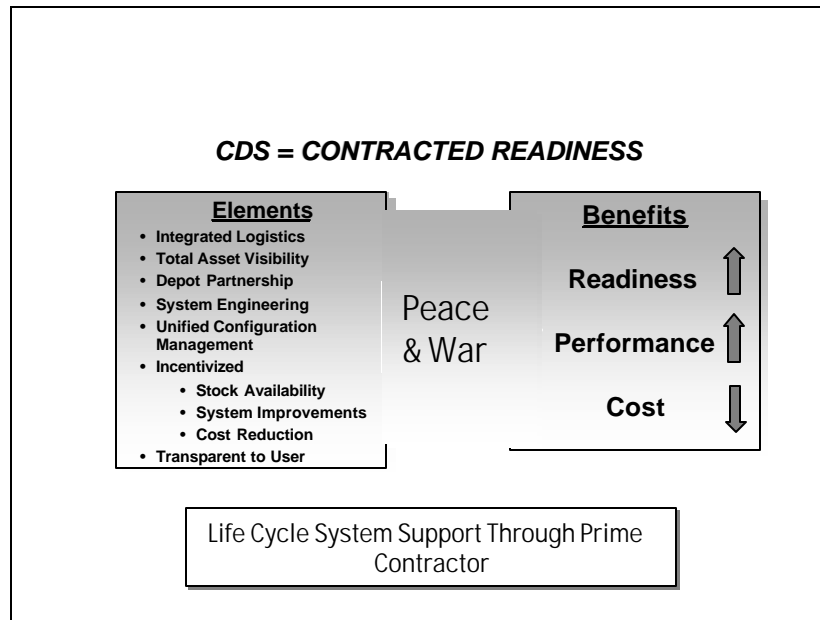 CDS = CONTRACTED READINESS
Elements
• Integrated Logistics
• Total Asset Visibility
• Depot Partnership
• System Engineering
• Unified Configuration
Management
• Incentivized
• Stock Availability
• System Improvements
• Cost Reduction
• Transparent to User
Peace
& War
Benefits
Readiness
Performance
Cost
Life Cycle System Support Through Prime
Contractor